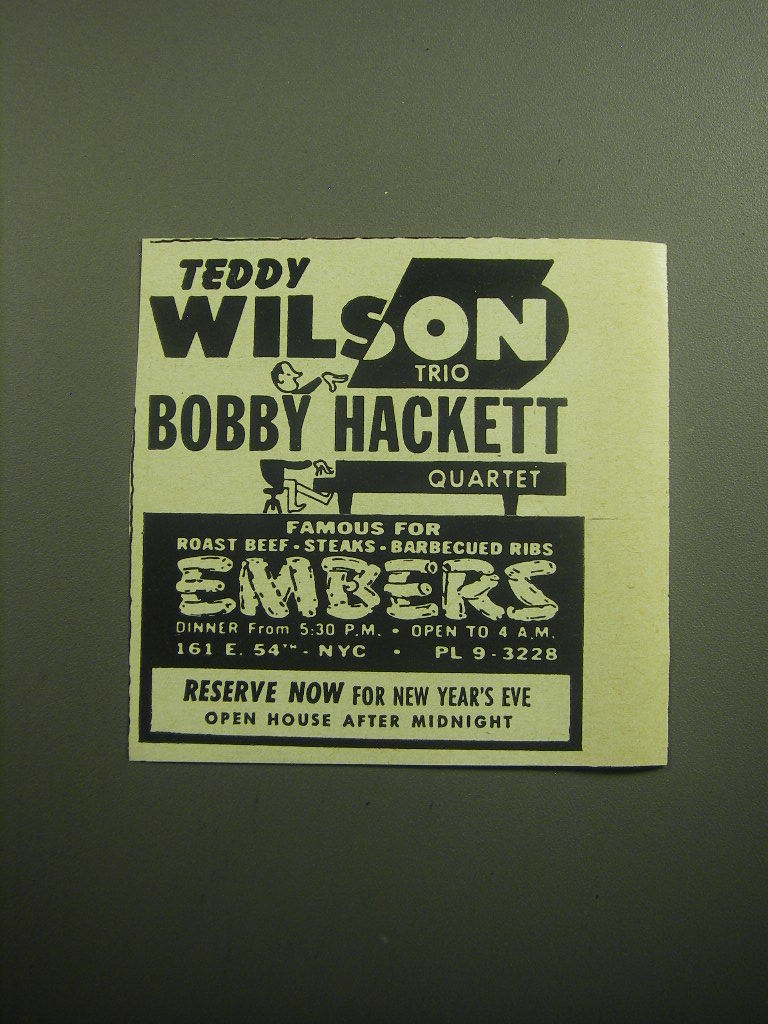 TEDDY
WILSON
TRIO
BOBBY HACKETT
QUARTET
FAMOUS FOR
ROAST BEEF - STEAKS - BARBECUED RIBS
EMBERS
DINNER From 5:30 P.M. • OPEN TO 4 A.M.
161 E. 54TH - NYC • PL 9-3228
RESERVE NOW FOR NEW YEAR'S EVE
OPEN HOUSE AFTER MIDNIGHT